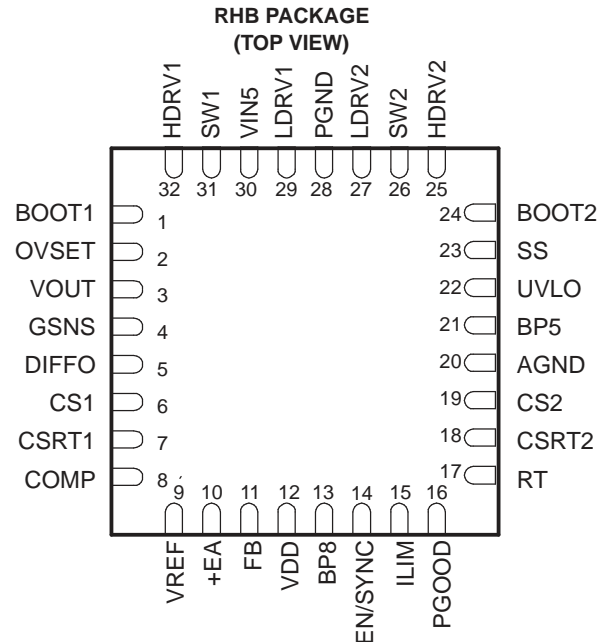 RHB PACKAGE
(TOP VIEW)
HDRV1
SW1
VIN5
LDRV1
PGND
LDRV2
SW2
HDRV2
32 31 30 29 28 27 26 25
BOOT1 1
OVSET 2
VOUT 3
GSNS 4
DIFFO 5
CS1 6
CSRT1 7
COMP 8
24 BOOT2
23 SS
22 UVLO
21 BP5
20 AGND
19 CS2
18 CSRT2
17 RT
9 10 11 12 13 14 15 16
VREF
+EA
FB
VDD
BP8
EN/SYNC
ILIM
PGOOD